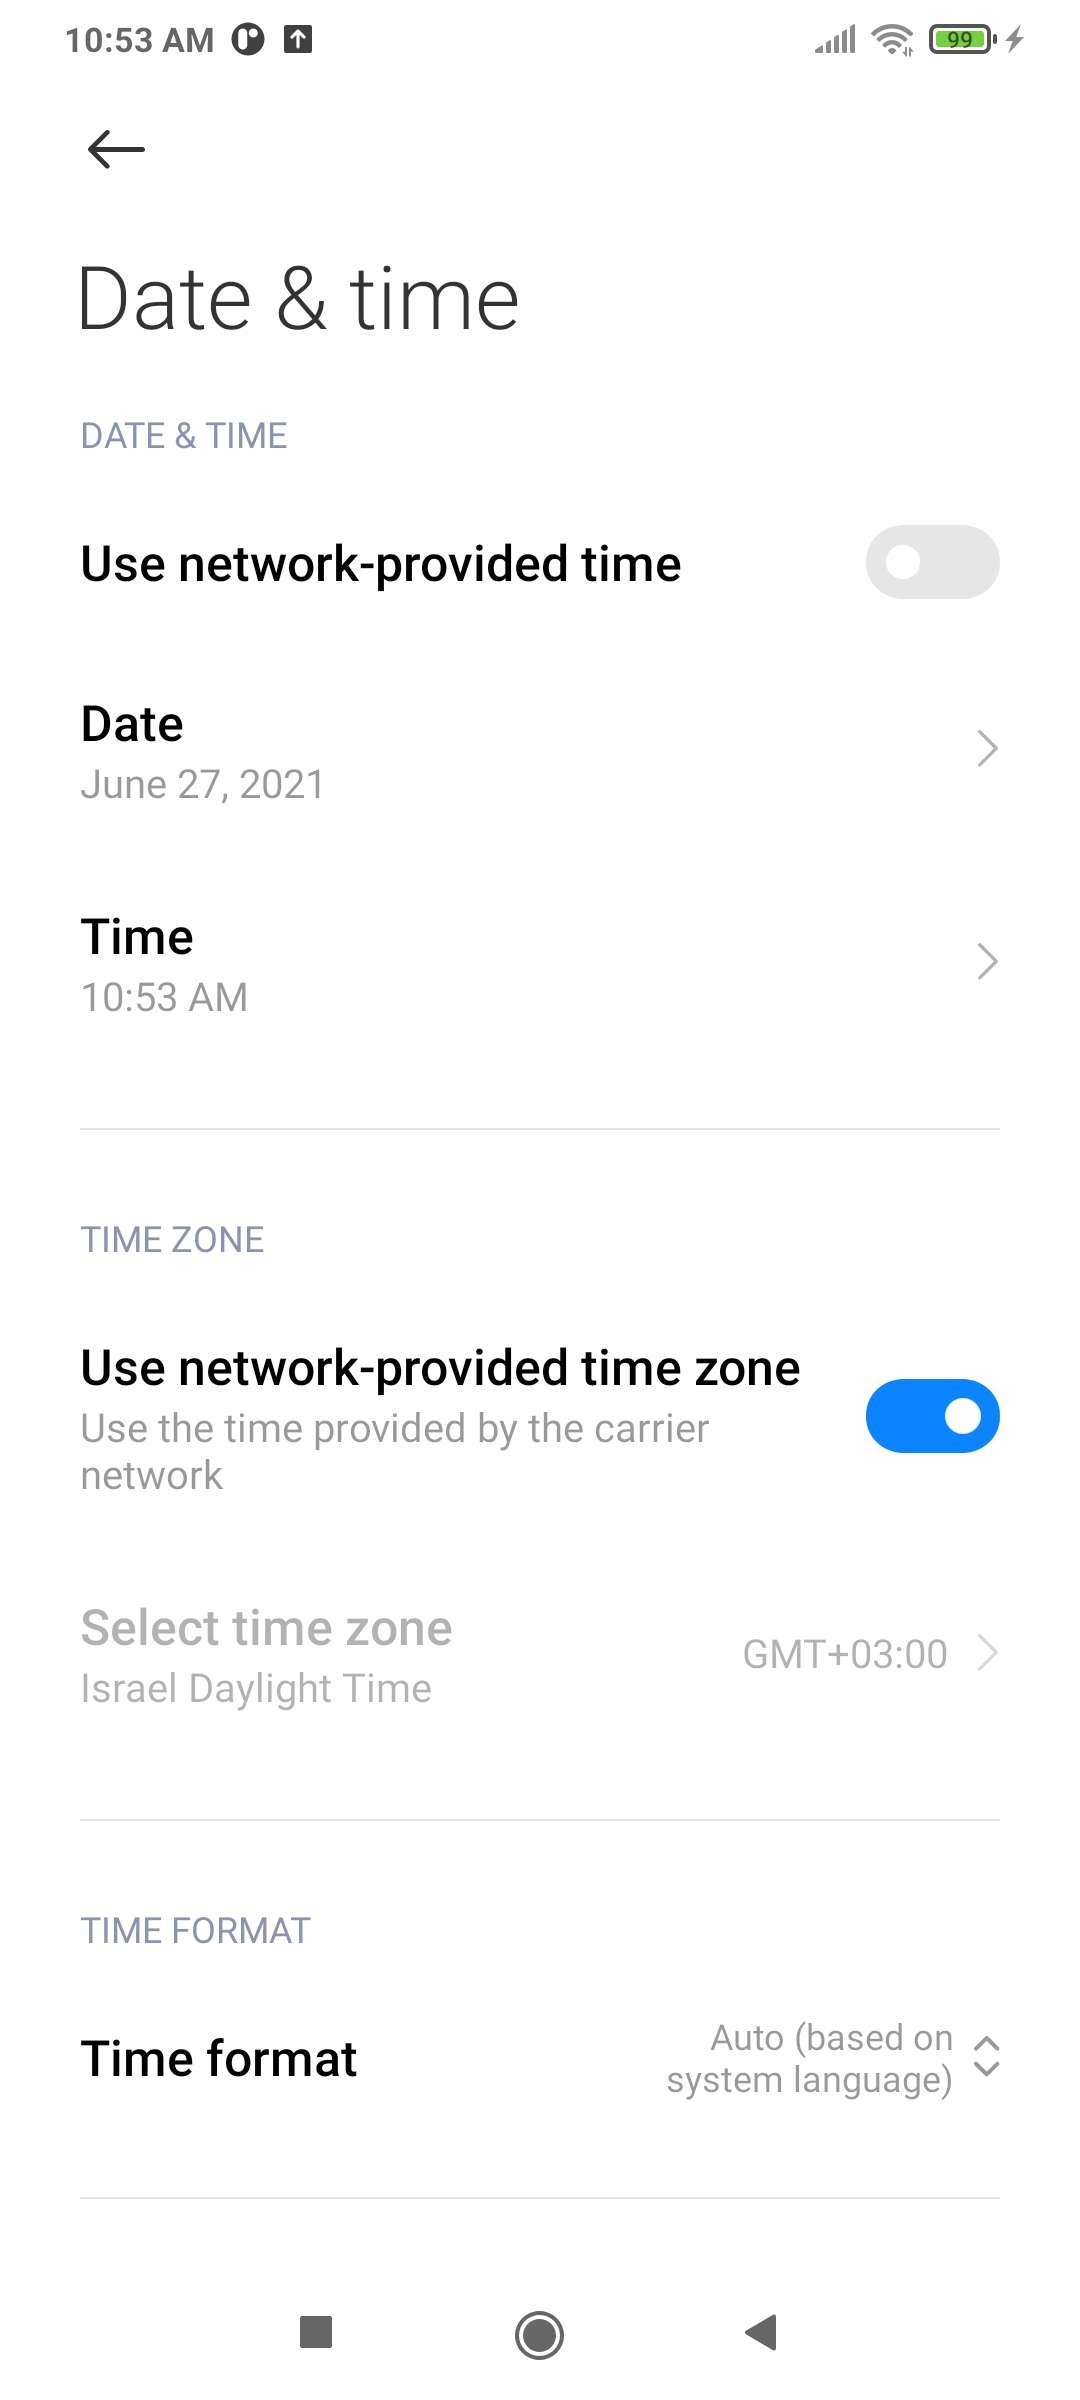 10:53 AM
99
Date & time
DATE & TIME
Use network-provided time
Date
June 27, 2021
Time
10:53 AM
TIME ZONE
Use network-provided time zone
Use the time provided by the carrier
network
Select time zone
Israel Daylight Time
GMT+03:00
TIME FORMAT
Time format
Auto (based on
system language)